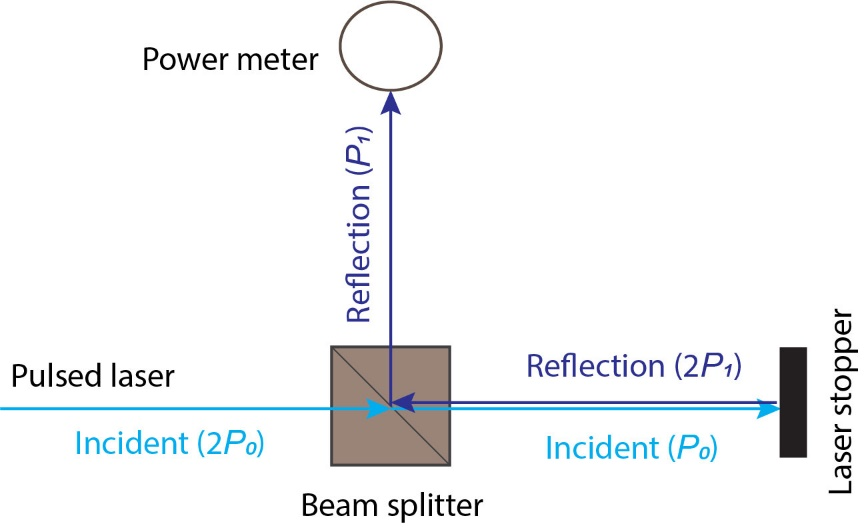 Power meter
Reflection (P₁)
Pulsed laser
Incident (2P₀)
Beam splitter
Reflection (2P₁)
Incident (P₀)
Laser stopper